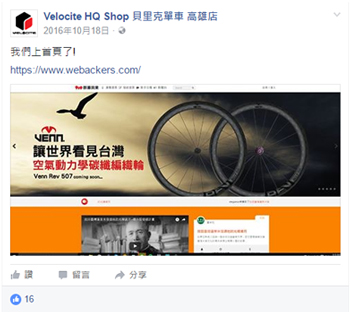 Velocite HQ Shop 貝里克單車 高雄店
2016年10月18日
我們上首頁了!
https://www.webackers.com/
VENN
讓世界看見台灣
空氣動力學碳纖編織輪
Venn Rev 507 coming soon...
讚 留言 分享
16